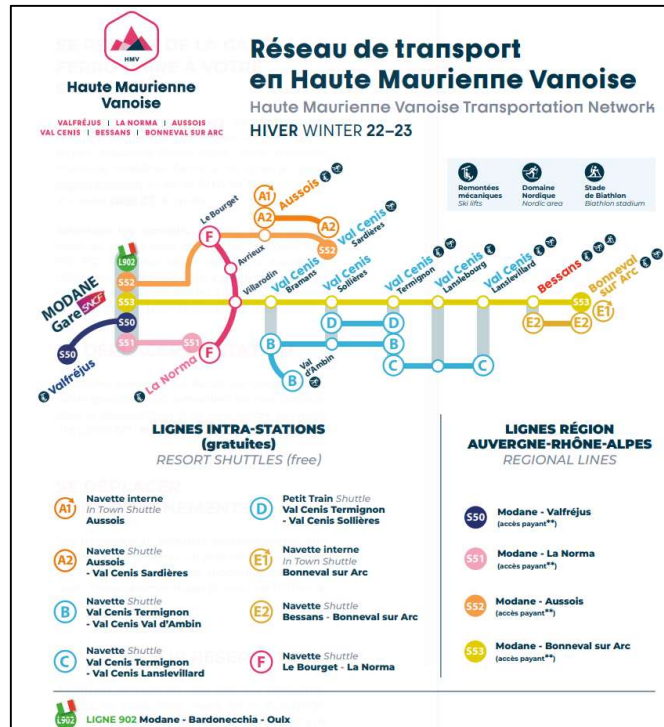 HMV
Haute Maurienne
Vanoise
VALFRÉJUS | LA NORMA | AUSSOIS
VAL CENIS | BESSANS | BONNEVAL SUR ARC
Réseau de transport
en Haute Maurienne Vanoise
Haute Maurienne Vanoise Transportation Network
HIVER WINTER 22–23
Remontées
mécaniques
Ski lifts
Domaine
Nordique
Nordic area
Stade
de Biathlon
Biathlon stadium
MODANE
Gare SNCF
L902
S52
S53
S50
S51
S50
Valfréjus
S51
La Norma
F
Le Bourget
Avrieux
Villarodin
F
A1
Aussois
A2
A2
S52
Val Cenis
Sardières
Val Cenis
Bramans
Val Cenis
Sollières
Val Cenis
Termignon
Val Cenis
Lanslebourg
Val Cenis
Lanslevillard
Bessans
S53
Bonneval
sur Arc
E1
E2
E2
D
D
B
B
B
Val
d'Ambin
C
C
LIGNES INTRA-STATIONS
(gratuites)
RESORT SHUTTLES (free)
A1
Navette interne
In Town Shuttle
Aussois
A2
Navette Shuttle
Aussois
- Val Cenis Sardières
B
Navette Shuttle
Val Cenis Termignon
- Val Cenis Val d'Ambin
C
Navette Shuttle
Val Cenis Termignon
- Val Cenis Lanslevillard
D
Petit Train Shuttle
Val Cenis Termignon
- Val Cenis Sollières
E1
Navette interne
In Town Shuttle
Bonneval sur Arc
E2
Navette Shuttle
Bessans - Bonneval sur Arc
F
Navette Shuttle
Le Bourget - La Norma
LIGNES RÉGION
AUVERGNE-RHÔNE-ALPES
REGIONAL LINES
S50
Modane - Valfréjus
(accès payant**)
S51
Modane - La Norma
(accès payant**)
S52
Modane - Aussois
(accès payant**)
S53
Modane - Bonneval sur Arc
(accès payant**)
L902
LIGNE 902 Modane - Bardonecchia - Oulx